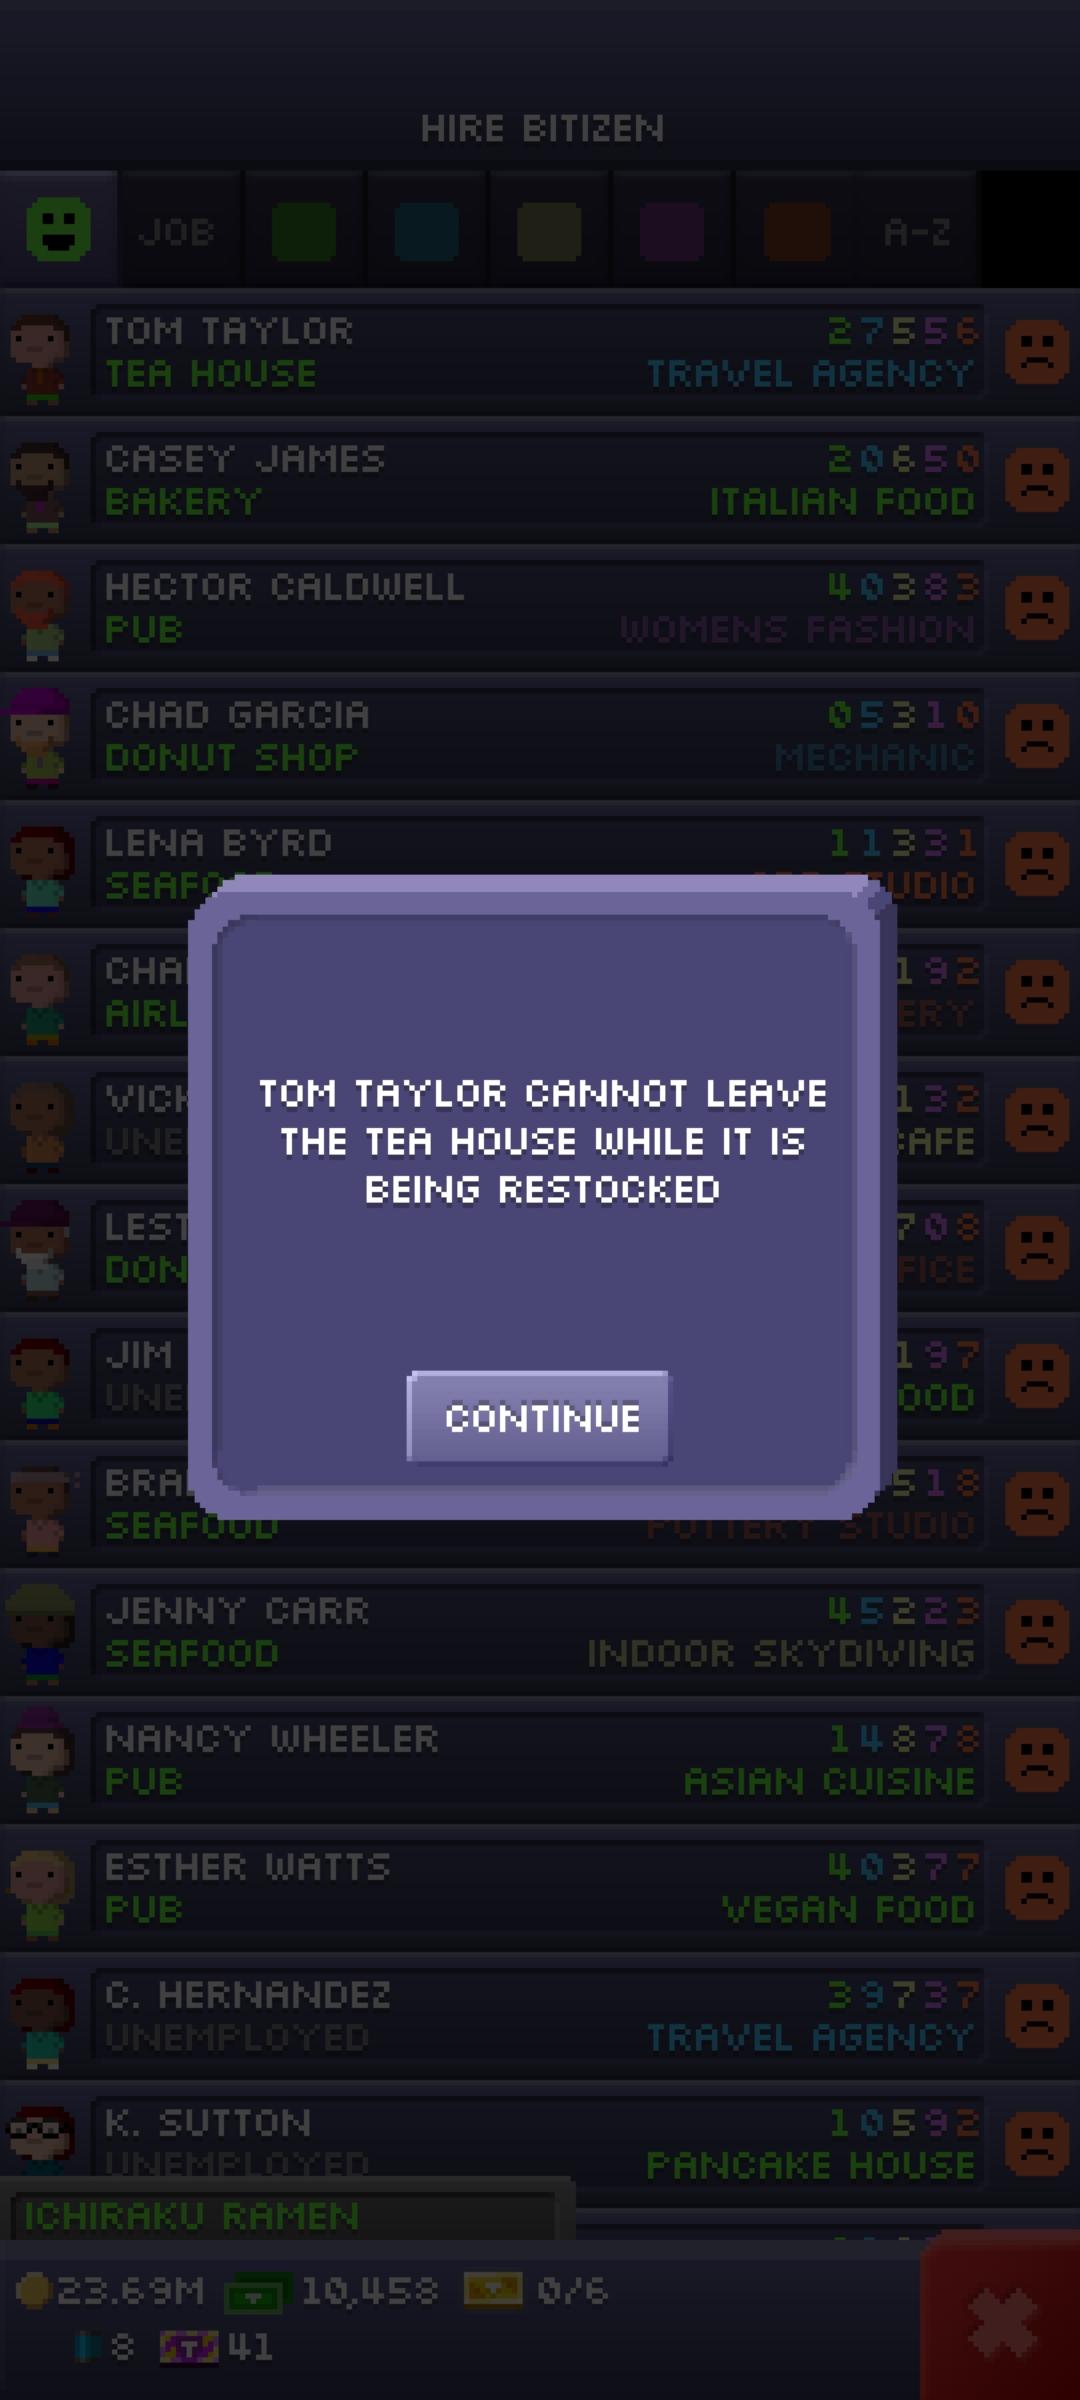 HIRE BITIZEN
JOB
A-Z
TOM TAYLOR 27556
TEA HOUSE TRAVEL AGENCY
CASEY JAMES 20650
BAKERY ITALIAN FOOD
HECTOR CALDWELL 40383
PUB WOMENS FASHION
CHAD GARCIA 05310
DONUT SHOP MECHANIC
LENA BYRD 11331
TOM TAYLOR CANNOT LEAVE
THE TEA HOUSE WHILE IT IS
BEING RESTOCKED
JIM
CONTINUE
SEAFOOD POTTERY STUDIO
JENNY CARR 45223
SEAFOOD INDOOR SKYDIVING
NANCY WHEELER 14878
PUB ASIAN CUISINE
ESTHER WATTS 40377
PUB VEGAN FOOD
C. HERNANDEZ 39737
UNEMPLOYED TRAVEL AGENCY
K. SUTTON 10592
UNEMPLOYED PANCAKE HOUSE
ICHIRAKU RAMEN
23.69M 10,458 0/6
8 41